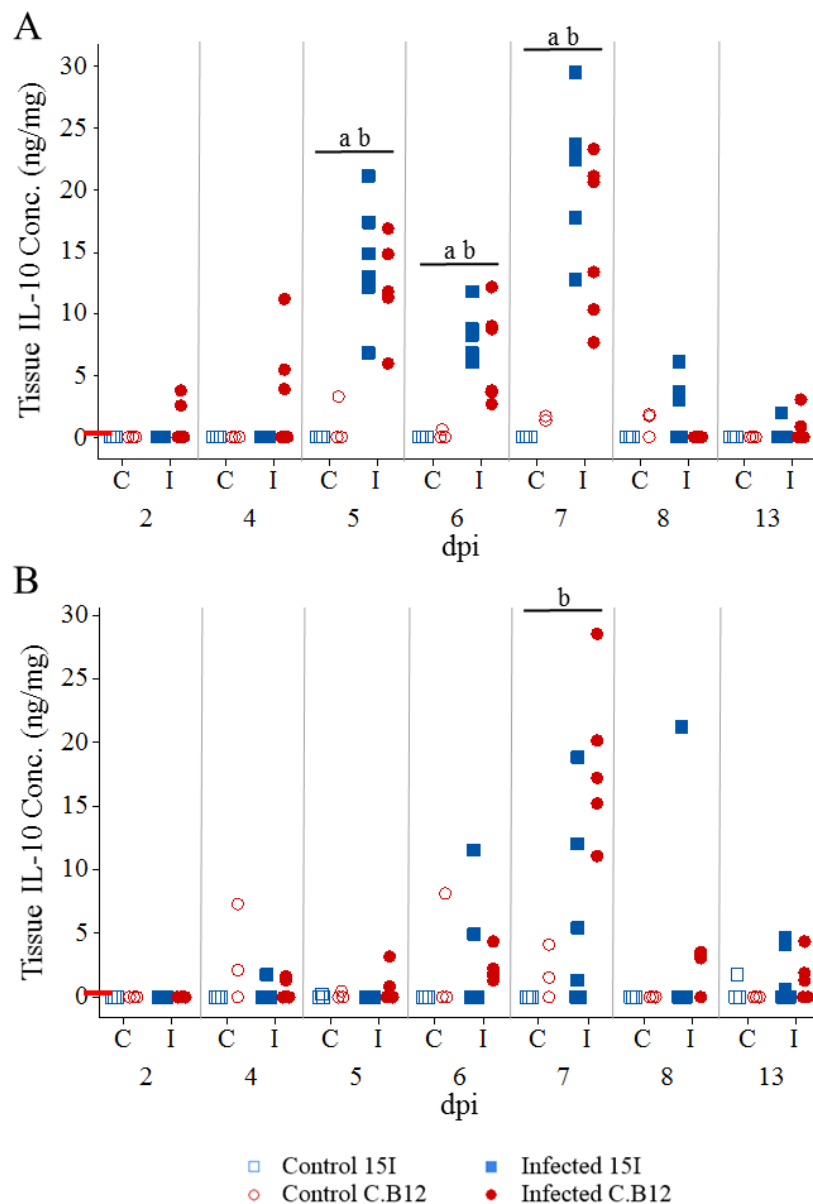 A
Tissue IL-10 Conc. (ng/mg)
30
25
20
15
10
5
0
a b
a b
a b
C I C I C I C I C I C I C I
2 4 5 6 7 8 13
dpi
B
Tissue IL-10 Conc. (ng/mg)
30
25
20
15
10
5
0
b
C I C I C I C I C I C I C I
2 4 5 6 7 8 13
dpi
Control 15I Infected 15I
Control C.B12 Infected C.B12